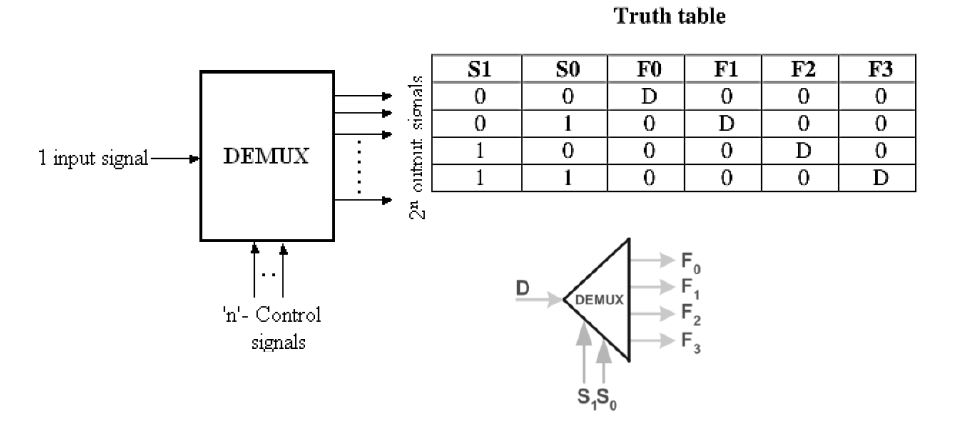 Truth table
S1 S0 F0 F1 F2 F3
0 0 D 0 0 0
0 1 0 D 0 0
1 0 0 0 D 0
1 1 0 0 0 D
1 input signal
DEMUX
2ⁿ output signals
'n'- Control
signals
D
DEMUX
F₀
F₁
F₂
F₃
S₁S₀